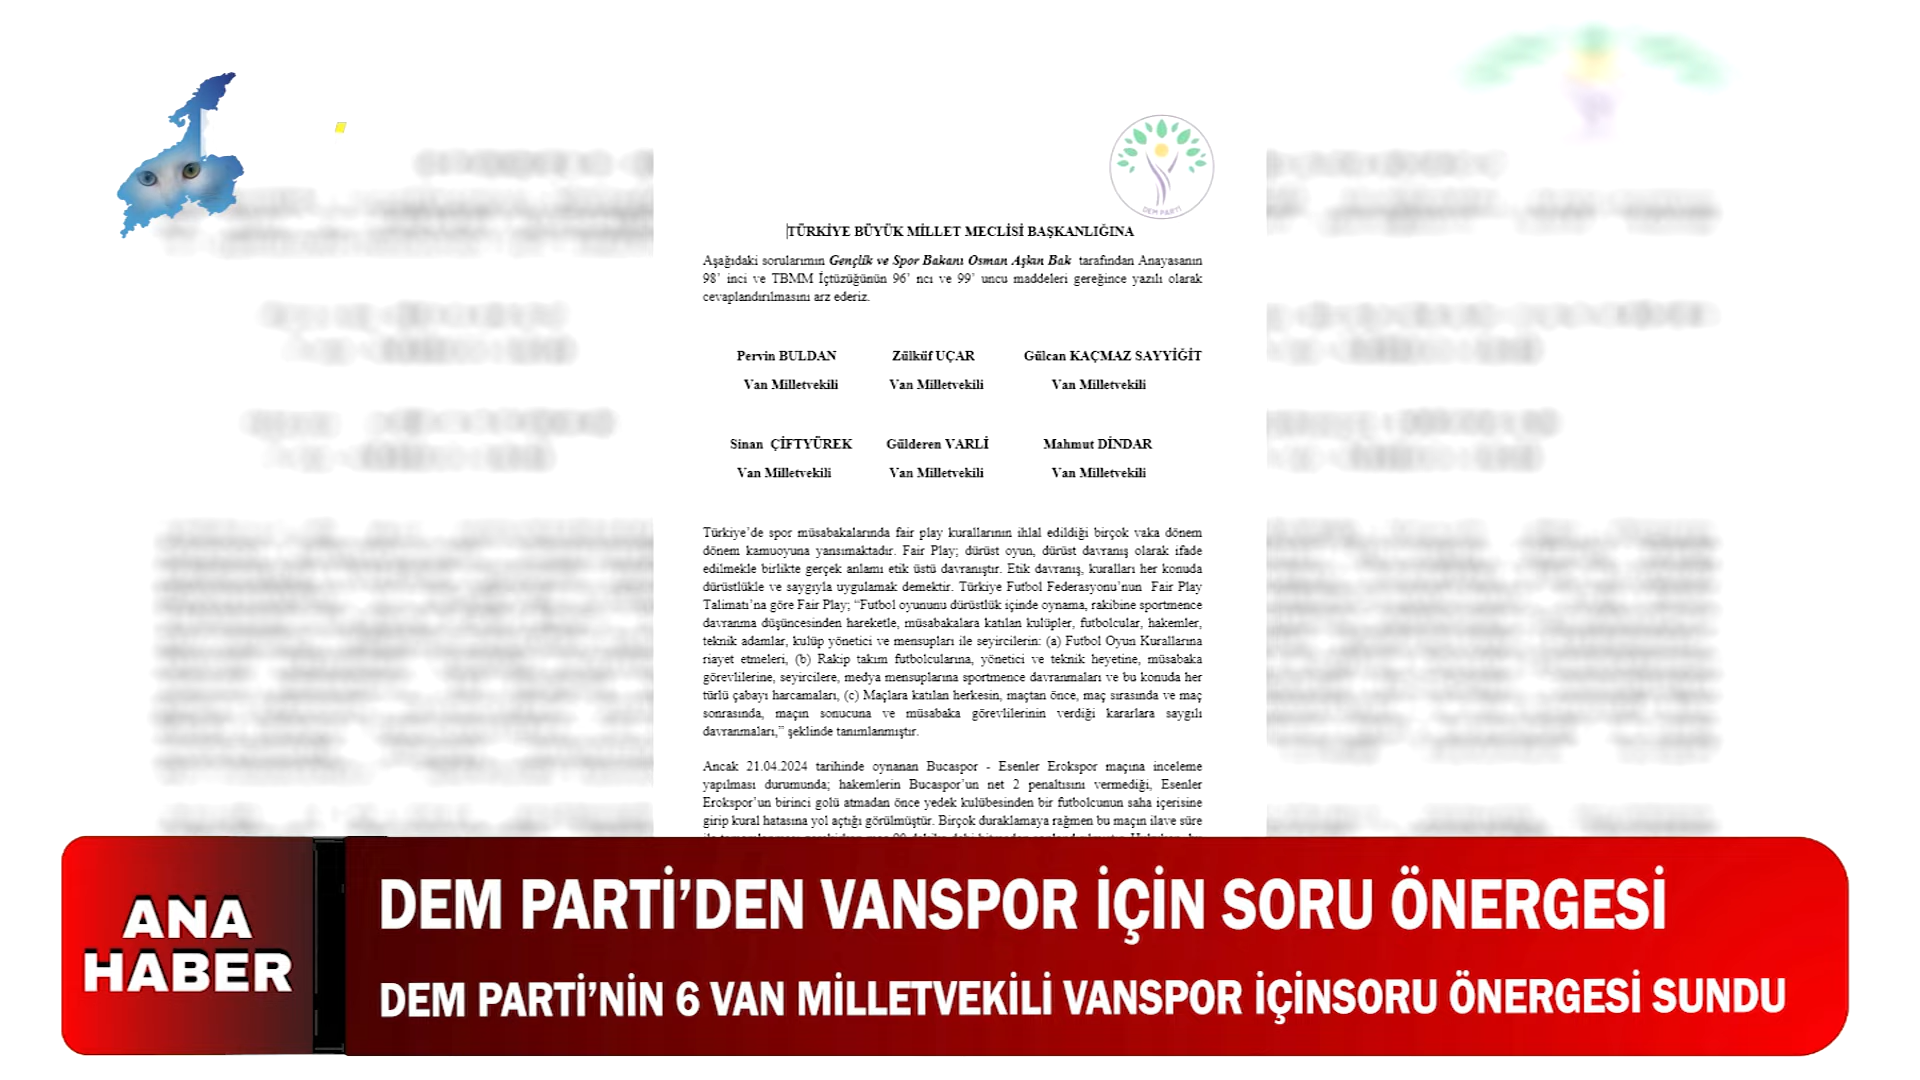 DEM PARTİ
TÜRKİYE BÜYÜK MİLLET MECLİSİ BAŞKANLIĞINA
Aşağıdaki sorularımın Gençlik ve Spor Bakanı Osman Aşkın Bak tarafından Anayasanın
98’ inci ve TBMM İçtüzüğünün 96’ ncı ve 99’ uncu maddeleri gereğince yazılı olarak
cevaplandırılmasını arz ederiz.
Pervin BULDAN Zülküf UÇAR Gülcan KAÇMAZ SAYYİĞİT
Van Milletvekili Van Milletvekili Van Milletvekili
Sinan ÇİFTYÜREK Gülderen VARLİ Mahmut DİNDAR
Van Milletvekili Van Milletvekili Van Milletvekili
Türkiye’de spor müsabakalarında fair play kurallarının ihlal edildiği birçok vaka dönem
dönem kamuoyuna yansımaktadır. Fair Play; dürüst oyun, dürüst davranış olarak ifade
edilmekle birlikte gerçek anlamı etik üstü davranıştır. Etik davranış, kuralları her konuda
dürüstlükle ve saygıyla uygulamak demektir. Türkiye Futbol Federasyonu’nun Fair Play
Talimatı’na göre Fair Play; “Futbol oyununu dürüstlük içinde oynama, rakibine sportmence
davranma düşüncesinden hareketle, müsabakalara katılan kulüpler, futbolcular, hakemler,
teknik adamlar, kulüp yönetici ve mensupları ile seyircilerin: (a) Futbol Oyun Kurallarına
riayet etmeleri, (b) Rakip takım futbolcularına, yönetici ve teknik heyetine, müsabaka
görevlilerine, seyircilere, medya mensuplarına sportmence davranmaları ve bu konuda her
türlü çabayı harcamaları, (c) Maçlara katılan herkesin, maçtan önce, maç sırasında ve maç
sonrasında, maçın sonucuna ve müsabaka görevlilerinin verdiği kararlara saygılı
davranmaları,” şeklinde tanımlanmıştır.
Ancak 21.04.2024 tarihinde oynanan Bucaspor - Esenler Erokspor maçına inceleme
yapılması durumunda; hakemlerin Bucaspor’un net 2 penaltısını vermediği, Esenler
Erokspor’un birinci golü atmadan önce yedek kulübesinden bir futbolcunun saha içerisine
girip kural hatasına yol açtığı görülmüştür. Birçok duraklamaya rağmen bu maçın ilave süre
ANA
HABER
DEM PARTİ’DEN VANSPOR İÇİN SORU ÖNERGESİ
DEM PARTİ’NİN 6 VAN MİLLETVEKİLİ VANSPOR İÇİNSORU ÖNERGESİ SUNDU